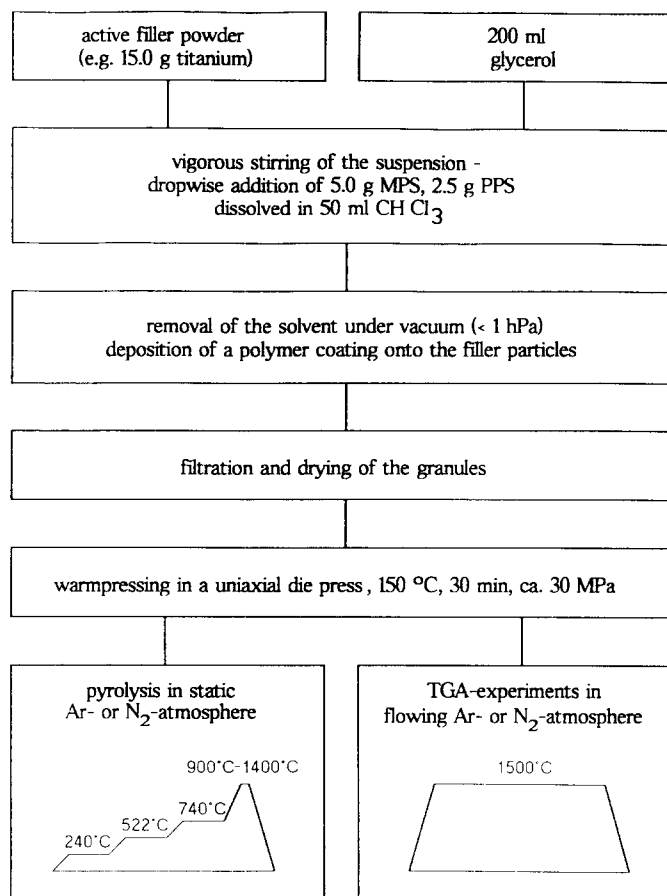 active filler powder
(e.g. 15.0 g titanium)
200 ml
glycerol
vigorous stirring of the suspension -
dropwise addition of 5.0 g MPS, 2.5 g PPS
dissolved in 50 ml CH Cl3
removal of the solvent under vacuum (< 1 hPa)
deposition of a polymer coating onto the filler particles
filtration and drying of the granules
warmpressing in a uniaxial die press, 150 °C, 30 min, ca. 30 MPa
pyrolysis in static
Ar- or N2-atmosphere
900°C-1400°C
740°C
522°C
240°C
TGA-experiments in
flowing Ar- or N2-atmosphere
1500°C